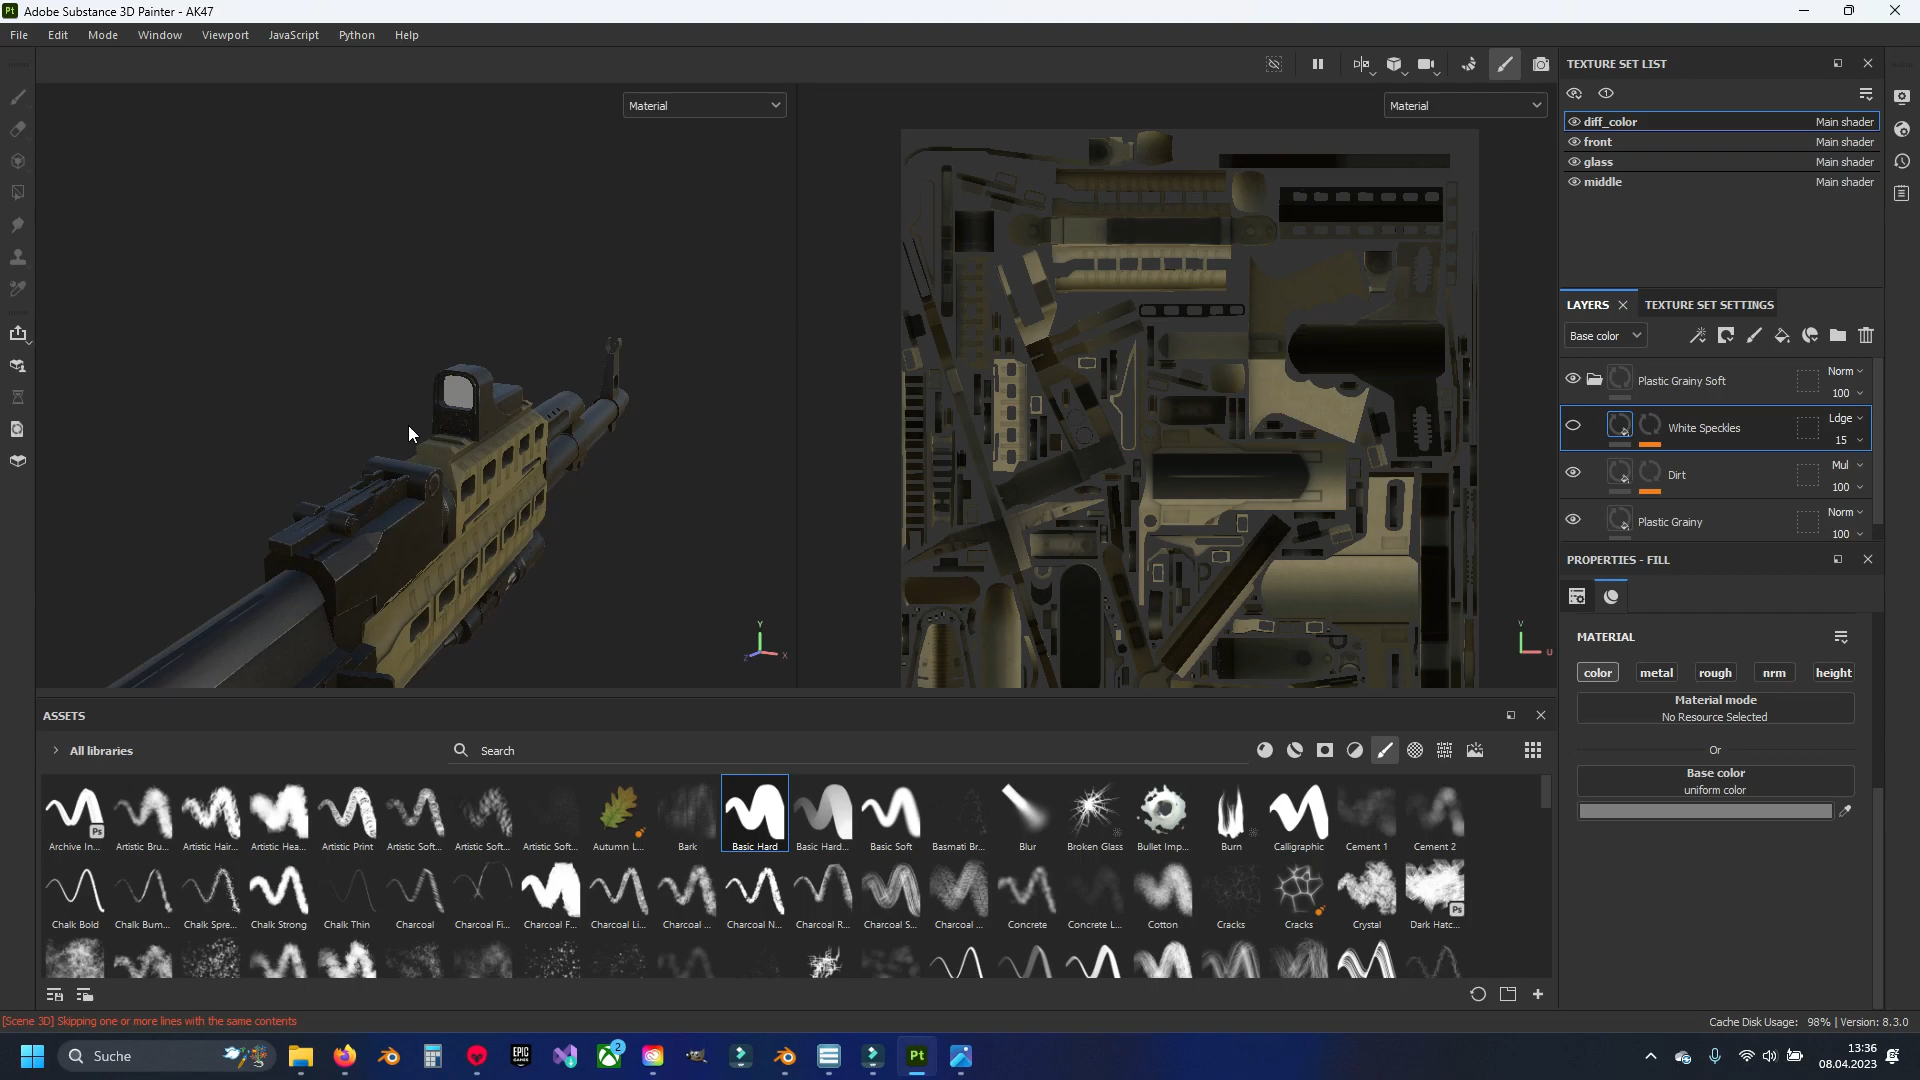 Adobe Substance 3D Painter - AK47
File Edit Mode Window Viewport JavaScript Python Help
Material
Material
TEXTURE SET LIST
diff_color Main shader
front Main shader
glass Main shader
middle Main shader
LAYERS TEXTURE SET SETTINGS
Base color
Plastic Grainy Soft Norm
100
White Speckles Ldge
15
Dirt Mul
100
Plastic Grainy Norm
100
PROPERTIES - FILL
MATERIAL
color metal rough nrm height
Material mode
No Resource Selected
Or
Base color
uniform color
Y
Z X
V
U
ASSETS
All libraries
Search
Archive In... Artistic Bru... Artistic Hair... Artistic Hea... Artistic Print Artistic Soft... Artistic Soft... Artistic Soft... Autumn L... Bark Basic Hard Basic Hard... Basic Soft Basmati Br... Blur Broken Glass Bullet Imp... Burn Calligraphic Cement 1 Cement 2
Chalk Bold Chalk Bum... Chalk Spre... Chalk Strong Chalk Thin Charcoal Charcoal Fi... Charcoal F... Charcoal Li... Charcoal ... Charcoal N... Charcoal R... Charcoal S... Charcoal ... Concrete Concrete L... Cotton Cracks Cracks Crystal Dark Hatc...
[Scene 3D] Skipping one or more lines with the same contents
Cache Disk Usage: 98% | Version: 8.3.0
Suche
EPIC GAMES
2
Pt
13:36
08.04.2023